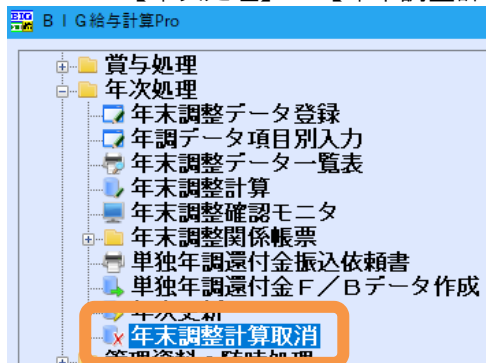 BIG
ＢＩＧ給与計算Pro
賞与処理
年次処理
年末調整データ登録
年調データ項目別入力
年末調整データ一覧表
年末調整計算
年末調整確認モニタ
年末調整関係帳票
単独年調還付金振込依頼書
単独年調還付金Ｆ／Ｂデータ作成
年次更新
年末調整計算取消